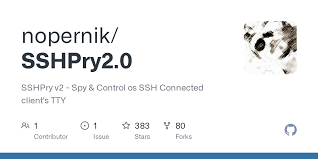 nopernik/
SSHPry2.0
SSHPry v2 - Spy & Control os SSH Connected
client's TTY
1
Contributor
1
Issue
383
Stars
80
Forks